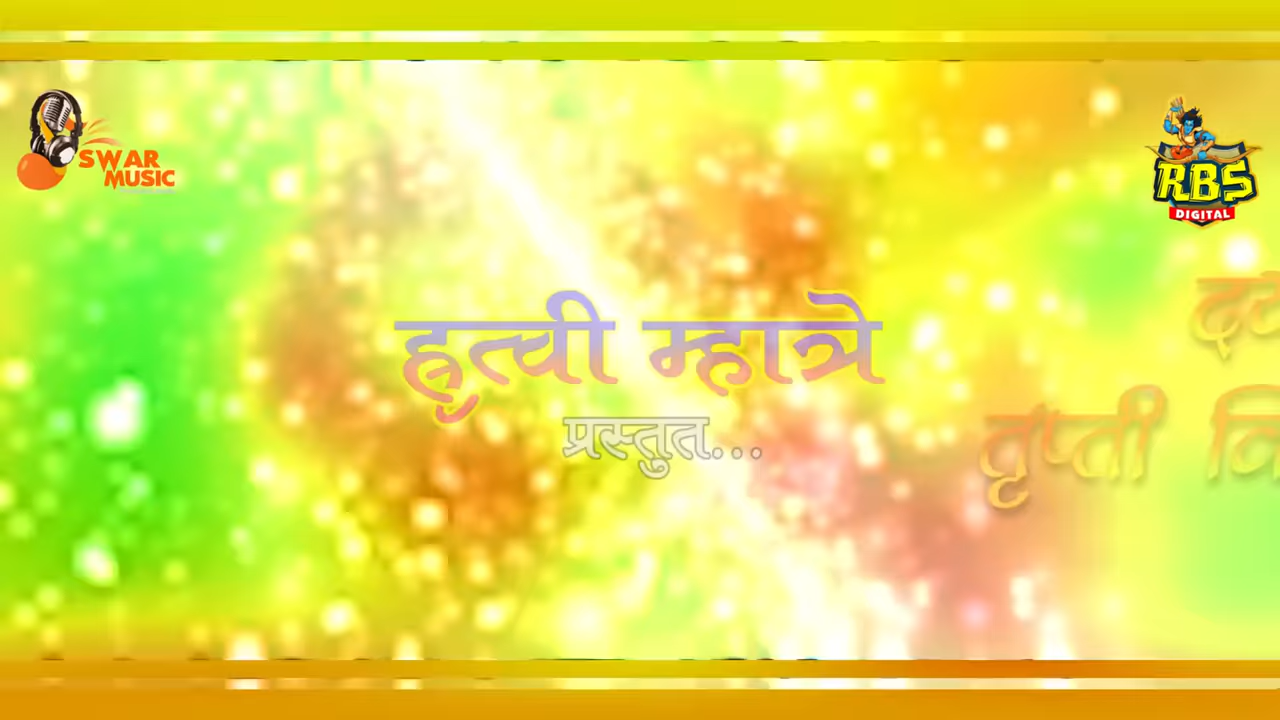 SWAR
MUSIC
RBS
DIGITAL
हृत्वी म्हात्रे
प्रस्तुत...
तृप्ती